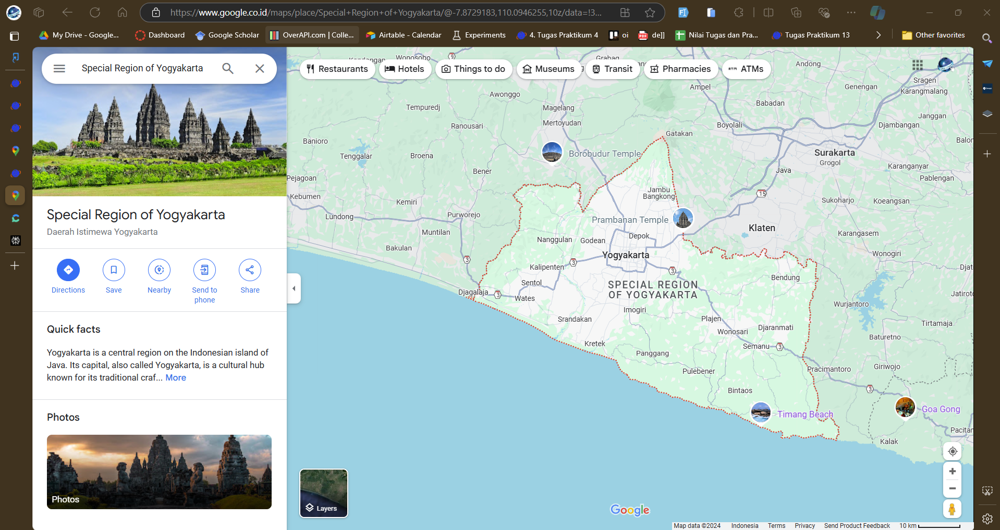 https://www.google.co.id/maps/place/Special+Region+of+Yogyakarta/@-7.8729183,110.0946255,10z/data=!3...
My Drive - Google...
Dashboard
Google Scholar
OverAPI.com | Colle...
Airtable - Calendar
Experiments
4. Tugas Praktikum 4
oi
de]]
Nilai Tugas dan Pra...
Tugas Praktikum 13
Other favorites
Special Region of Yogyakarta
Special Region of Yogyakarta
Daerah Istimewa Yogyakarta
Directions
Save
Nearby
Send to
phone
Share
Quick facts
Yogyakarta is a central region on the Indonesian island of
Java. Its capital, also called Yogyakarta, is a cultural hub
known for its traditional craf... More
Photos
Photos
Restaurants
Hotels
Things to do
Museums
Transit
Pharmacies
ATMs
Kendangan
Wonosobo
9
Grabag
Andong
Sragen
Karangmalang
Ampel
Genengan
Awonggo
Babadan
Tempuredj
Magelang
Janggan
Mertoyudan
Ranousari
Boyolali
Djambangan
Gatakan
Banioro
Balon
Tenggalar
Broena
Borobudur Temple
Surakarta
Grogol
Karanganyar
Bener
Java
Pejagoan
Pablengan
Jambu
Bangkong
15
Kebumen
Kemiri
Sukoharjo
Koeangsan
Lundong
Purworejo
Prambanan Temple
Klaten
Muntilan
Karangasem
Nanggulan
Godean
Depok
Bakulan
Yogyakarta
Wonogiri
3
3
Kalipenten
3
Djat
Bendung
Sentol
SPECIAL REGION
OF YOGYAKARTA
Djagalaja
3
Wates
Jatiroto
Wurjantoro
Imogiri
Srandakan
Plajen
Tirtamaja
Wonosari
Djaranmati
Baturetno
Kretek
Semanu
3
Panggang
Giriwojo
Pracimantoro
Pulebener
Bintaos
3
Timang Beach
Goa Gong
Pacitan
Kalak
Layers
Google
Map data ©2024
Indonesia
Terms
Privacy
Send Product Feedback
10 km